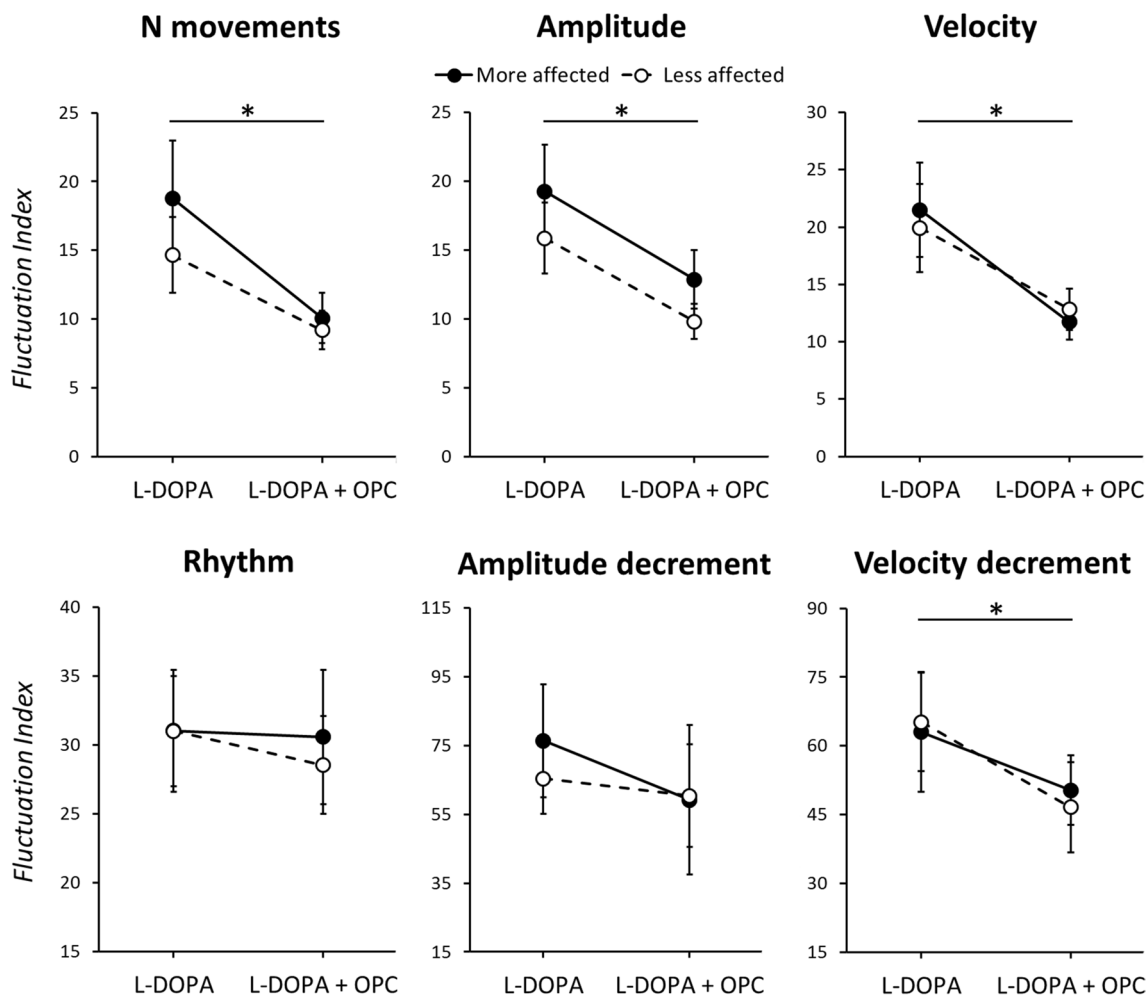 N movements
Amplitude
Velocity
More affected
Less affected
*
*
*
Fluctuation Index
25
20
15
10
5
0
25
20
15
10
5
0
30
25
20
15
10
5
0
L-DOPA
L-DOPA + OPC
L-DOPA
L-DOPA + OPC
L-DOPA
L-DOPA + OPC
Rhythm
Amplitude decrement
Velocity decrement
*
Fluctuation Index
40
35
30
25
20
15
115
95
75
55
35
15
90
75
60
45
30
15
L-DOPA
L-DOPA + OPC
L-DOPA
L-DOPA + OPC
L-DOPA
L-DOPA + OPC